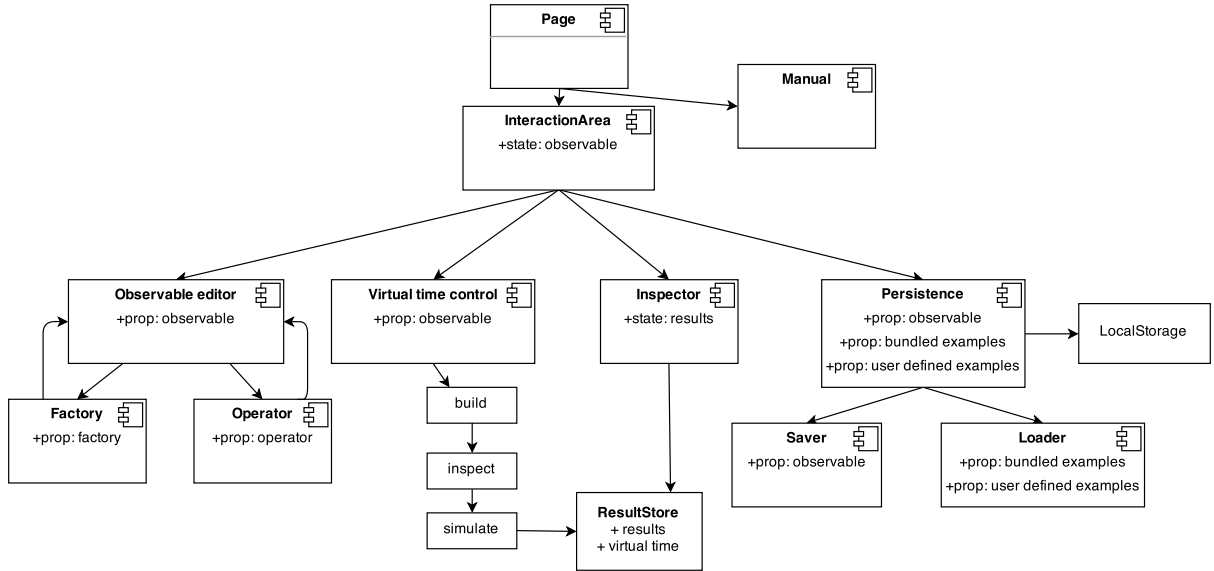 Page
Manual
InteractionArea
+state: observable
Observable editor
+prop: observable
Virtual time control
+prop: observable
Inspector
+state: results
Persistence
+prop: observable
+prop: bundled examples
+prop: user defined examples
LocalStorage
Factory
+prop: factory
Operator
+prop: operator
build
inspect
simulate
ResultStore
+ results
+ virtual time
Saver
+prop: observable
Loader
+prop: bundled examples
+prop: user defined examples